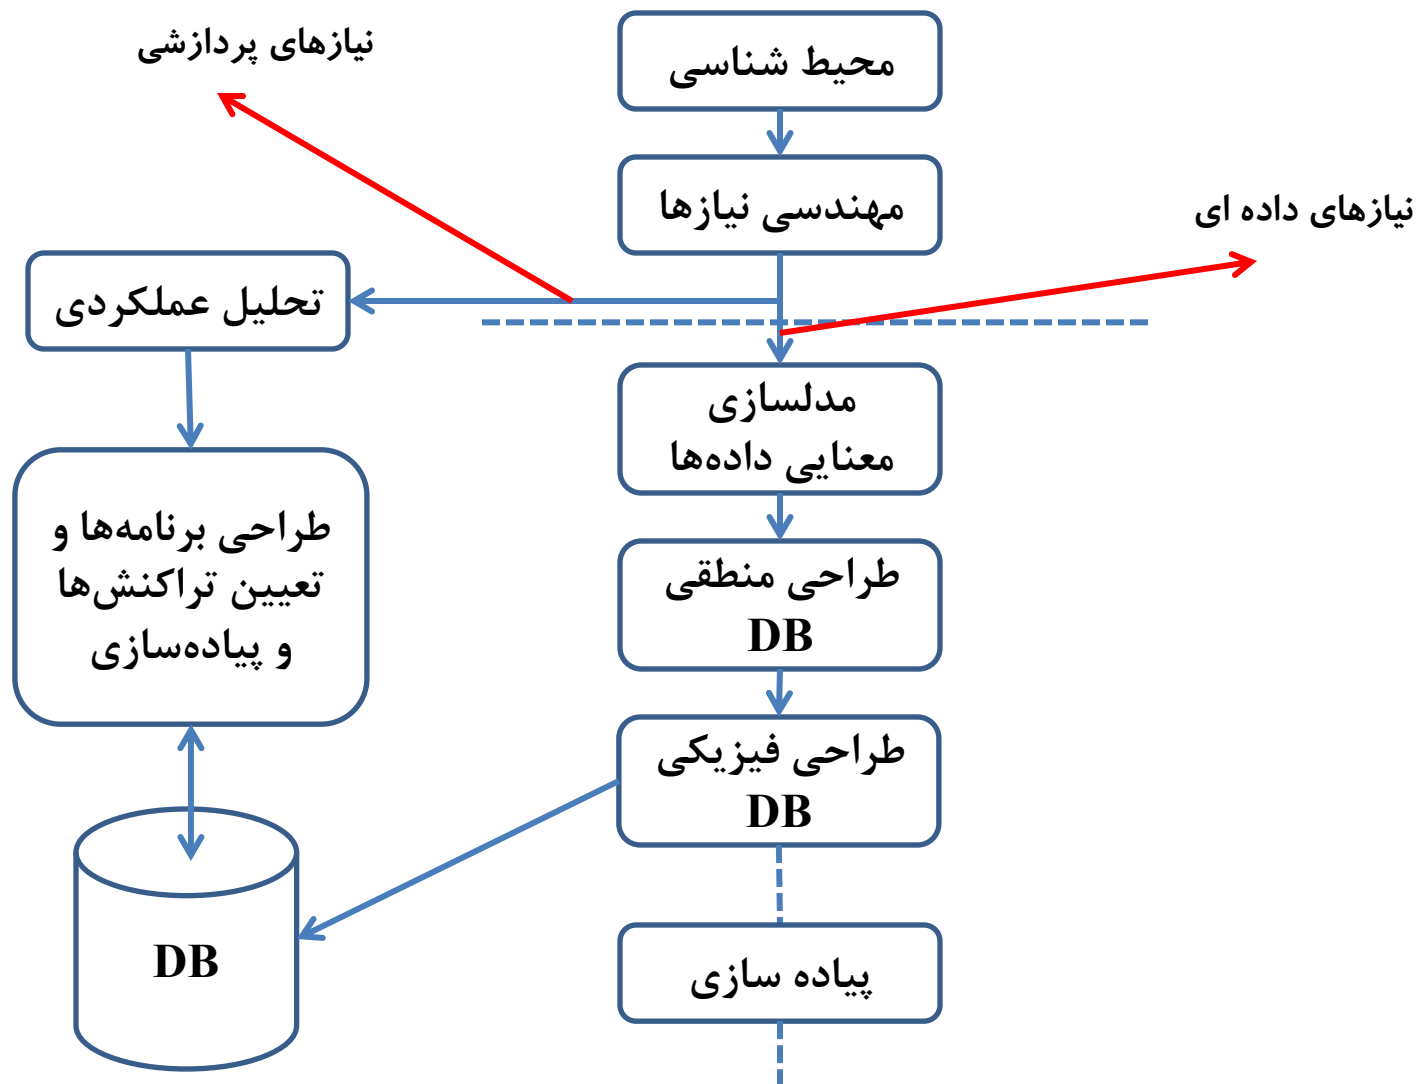 نیازهای پردازشی
محیط شناسی
مهندسی نیازها
نیازهای داده ای
تحلیل عملکردی
مدلسازی
معنایی داده‌ها
طراحی برنامه‌ها و
تعیین تراکنش‌ها
و پیاده‌سازی
طراحی منطقی
DB
طراحی فیزیکی
DB
DB
پیاده سازی